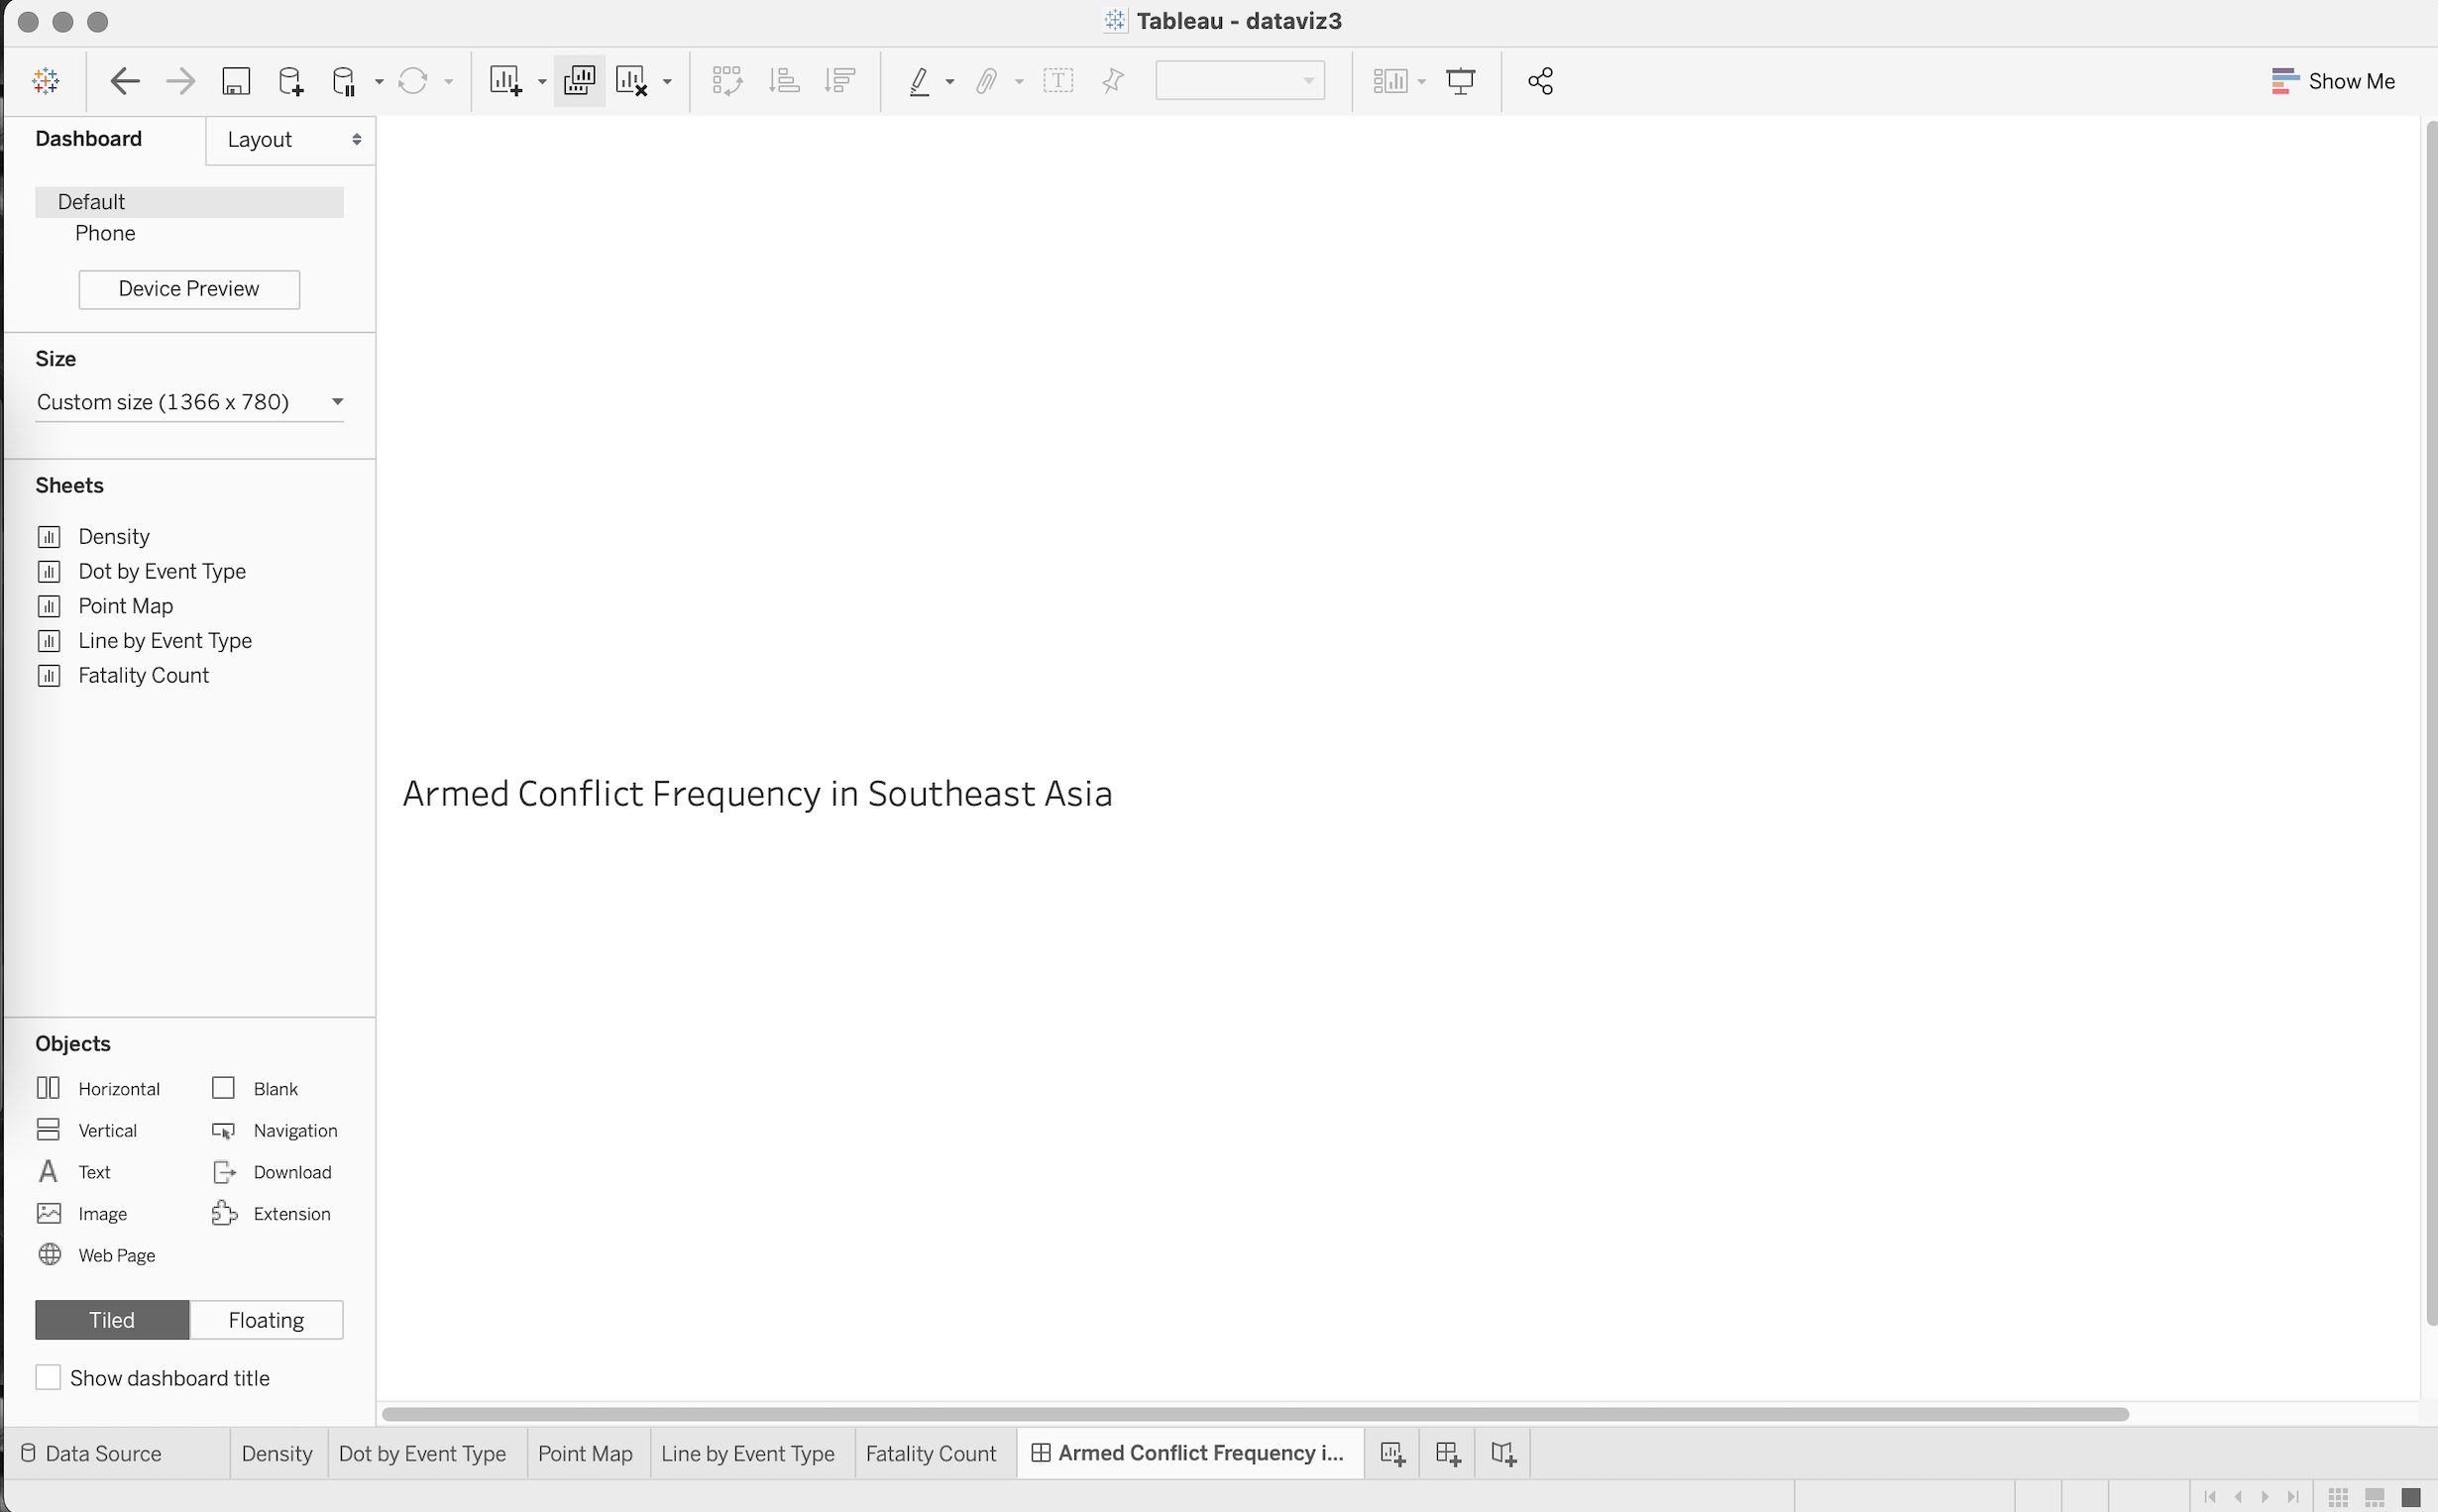 Tableau - dataviz3
Show Me
Dashboard
Layout
Default
Phone
Device Preview
Size
Custom size (1366 x 780)
Sheets
Density
Dot by Event Type
Point Map
Line by Event Type
Fatality Count
Armed Conflict Frequency in Southeast Asia
Objects
Horizontal
Blank
Vertical
Navigation
A Text
Download
Image
Extension
Web Page
Tiled
Floating
Show dashboard title
Data Source
Density
Dot by Event Type
Point Map
Line by Event Type
Fatality Count
Armed Conflict Frequency i...